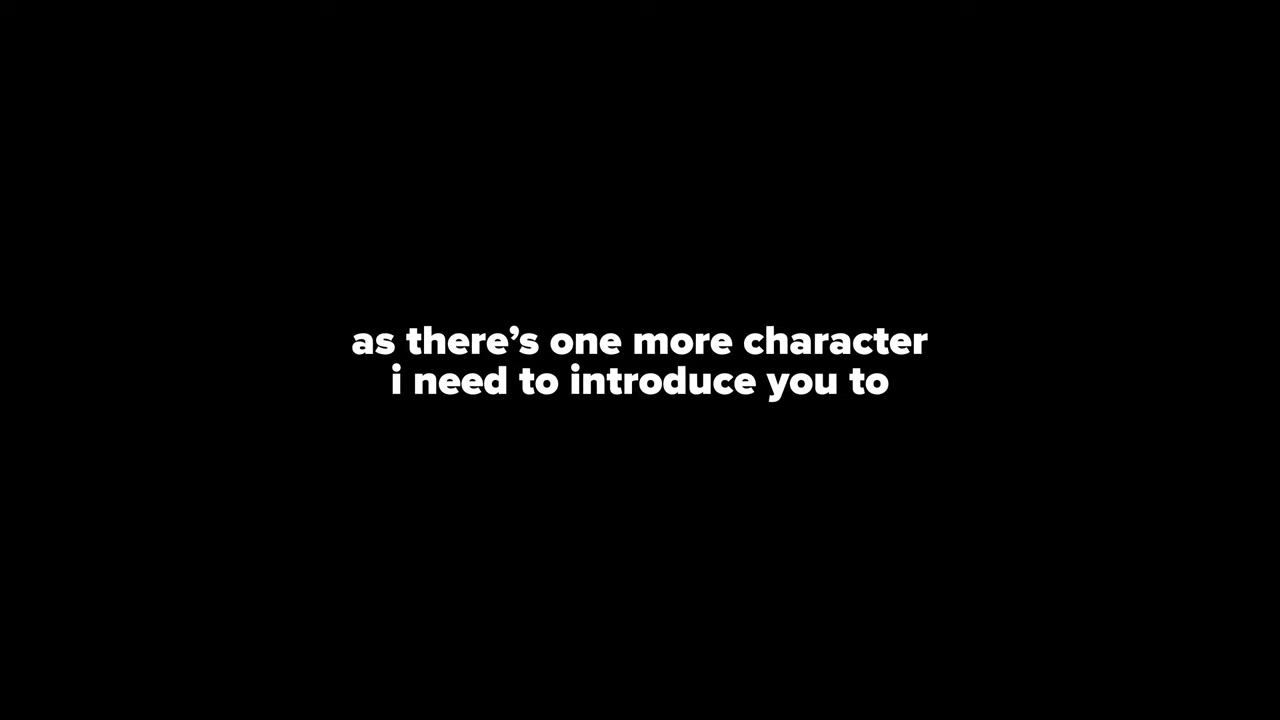 as there’s one more character
i need to introduce you to